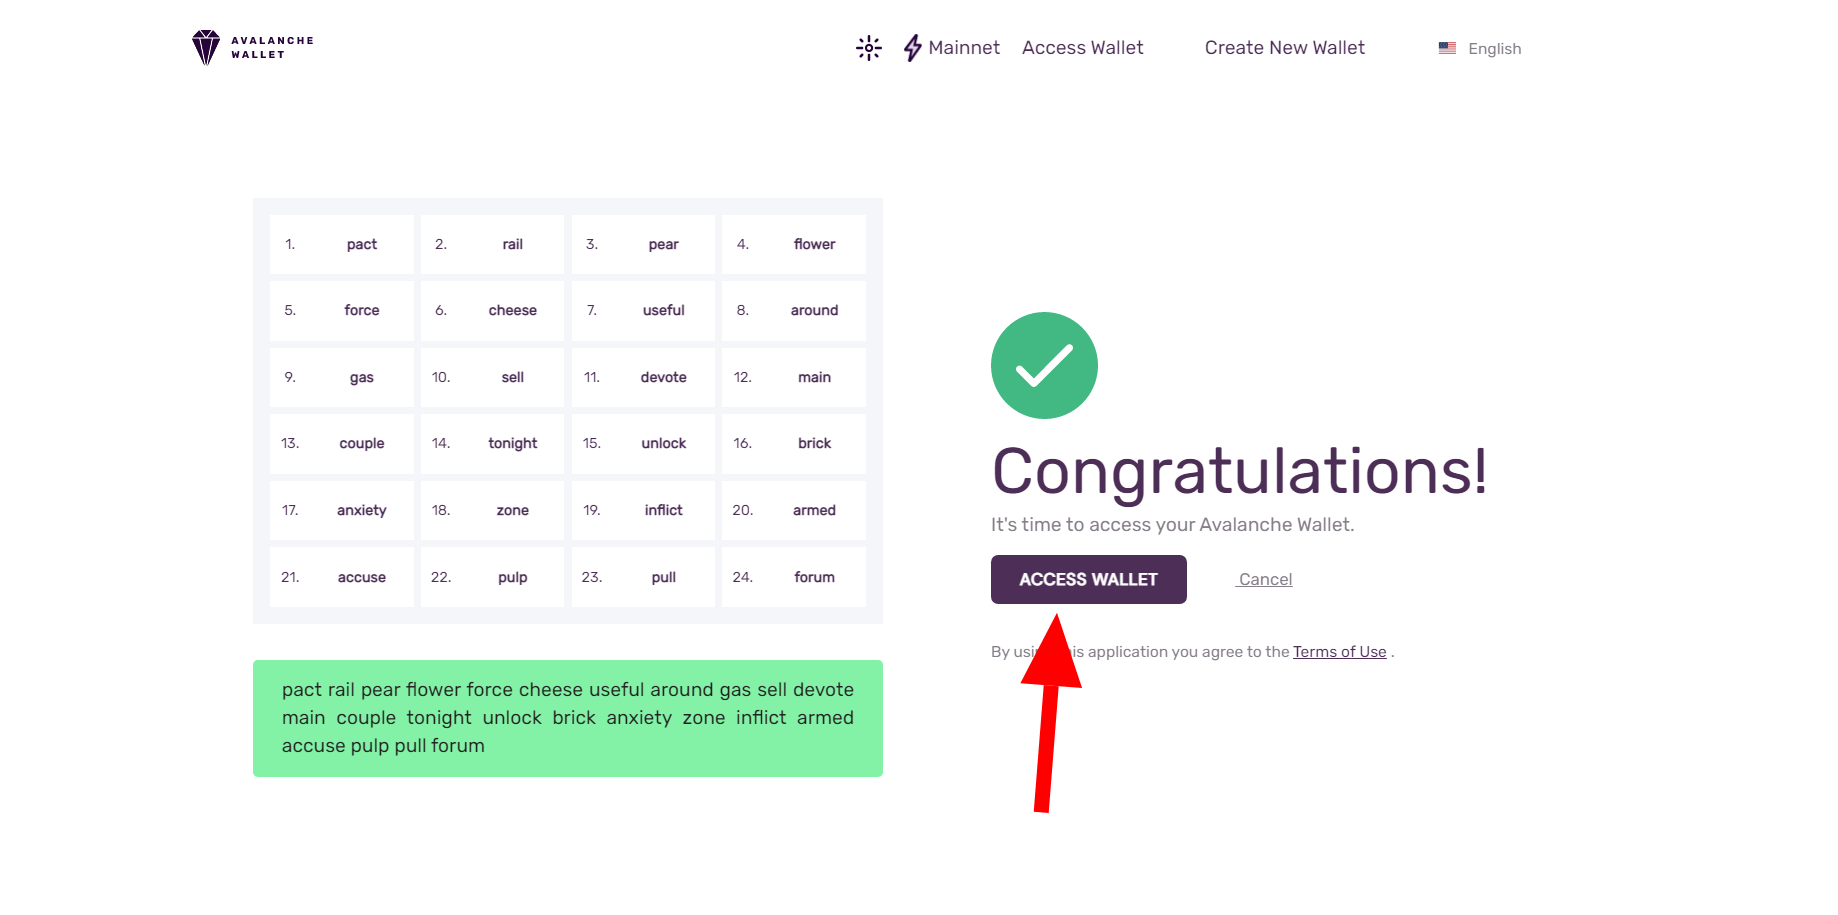 AVALANCHE
WALLET
Mainnet
Access Wallet
Create New Wallet
English
1. pact 2. rail 3. pear 4. flower
5. force 6. cheese 7. useful 8. around
9. gas 10. sell 11. devote 12. main
13. couple 14. tonight 15. unlock 16. brick
17. anxiety 18. zone 19. inflict 20. armed
21. accuse 22. pulp 23. pull 24. forum
pact rail pear flower force cheese useful around gas sell devote
main couple tonight unlock brick anxiety zone inflict armed
accuse pulp pull forum
Congratulations!
It's time to access your Avalanche Wallet.
ACCESS WALLET
Cancel
By using this application you agree to the Terms of Use .